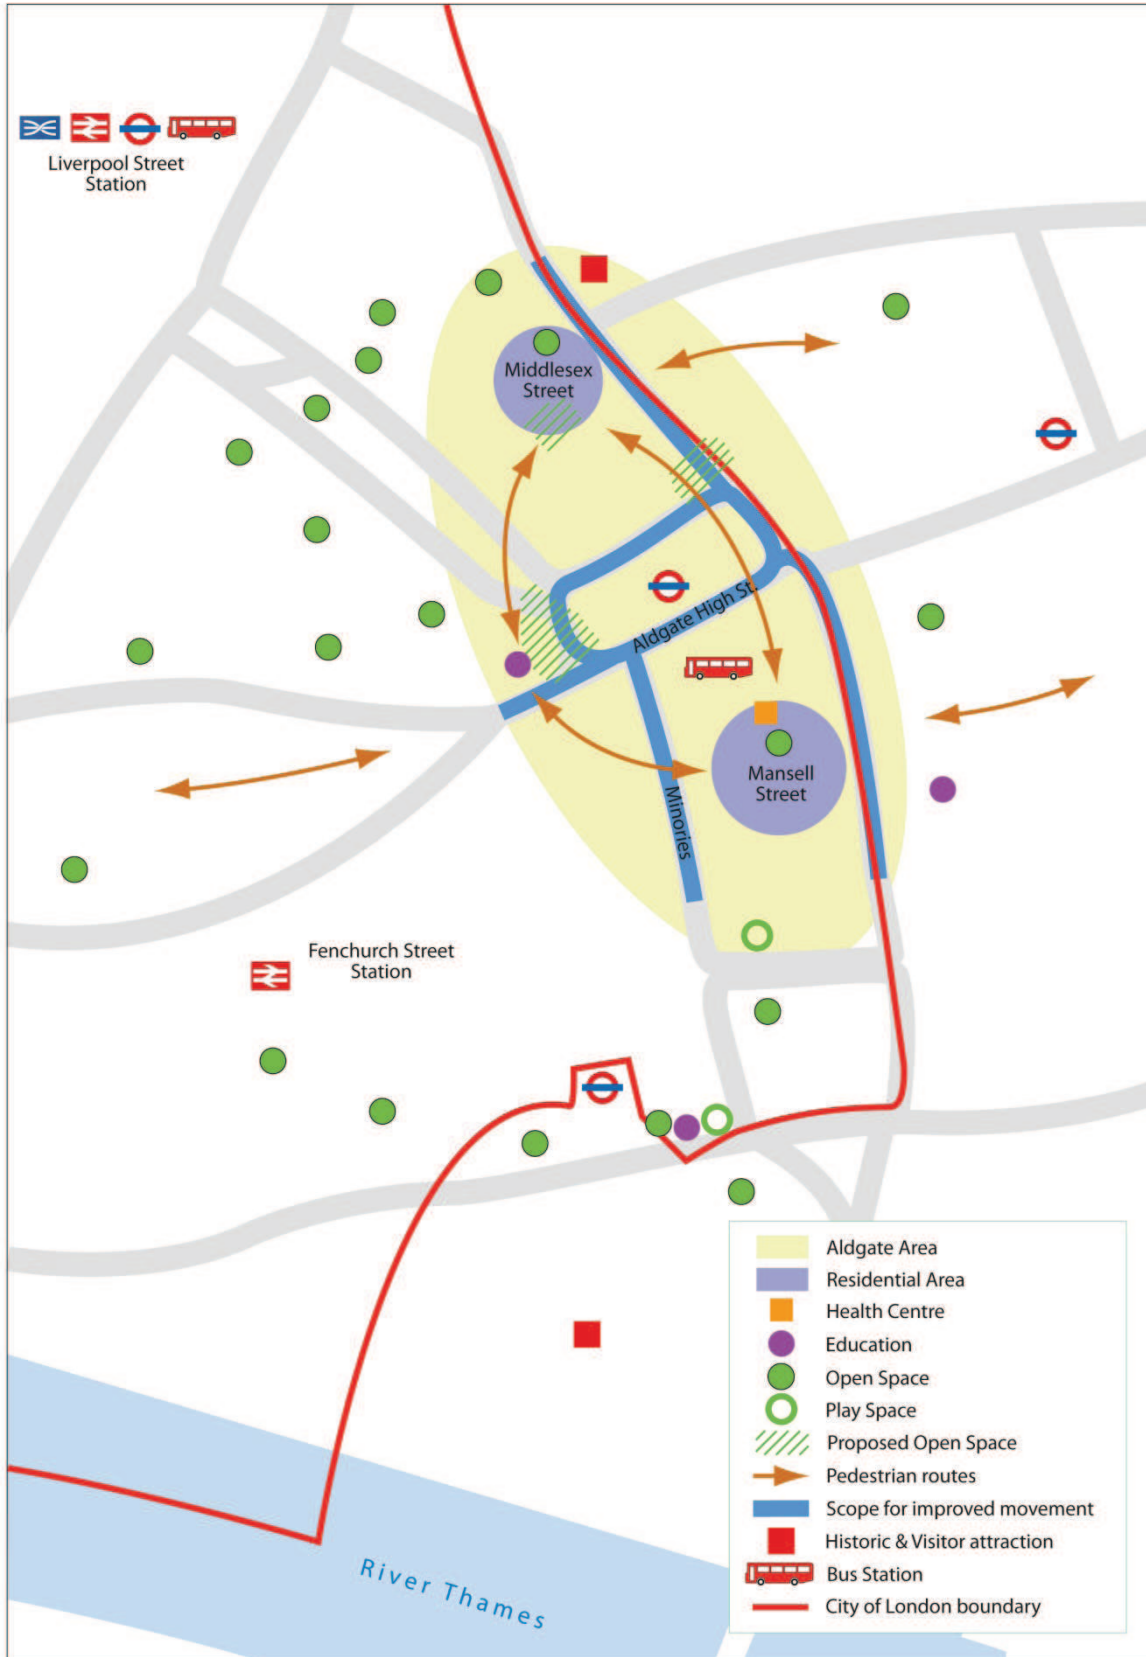 Liverpool Street
Station
Middlesex
Street
Aldgate High St.
Mansell
Street
Minories
Fenchurch Street
Station
River Thames
Aldgate Area
Residential Area
Health Centre
Education
Open Space
Play Space
Proposed Open Space
Pedestrian routes
Scope for improved movement
Historic & Visitor attraction
Bus Station
City of London boundary